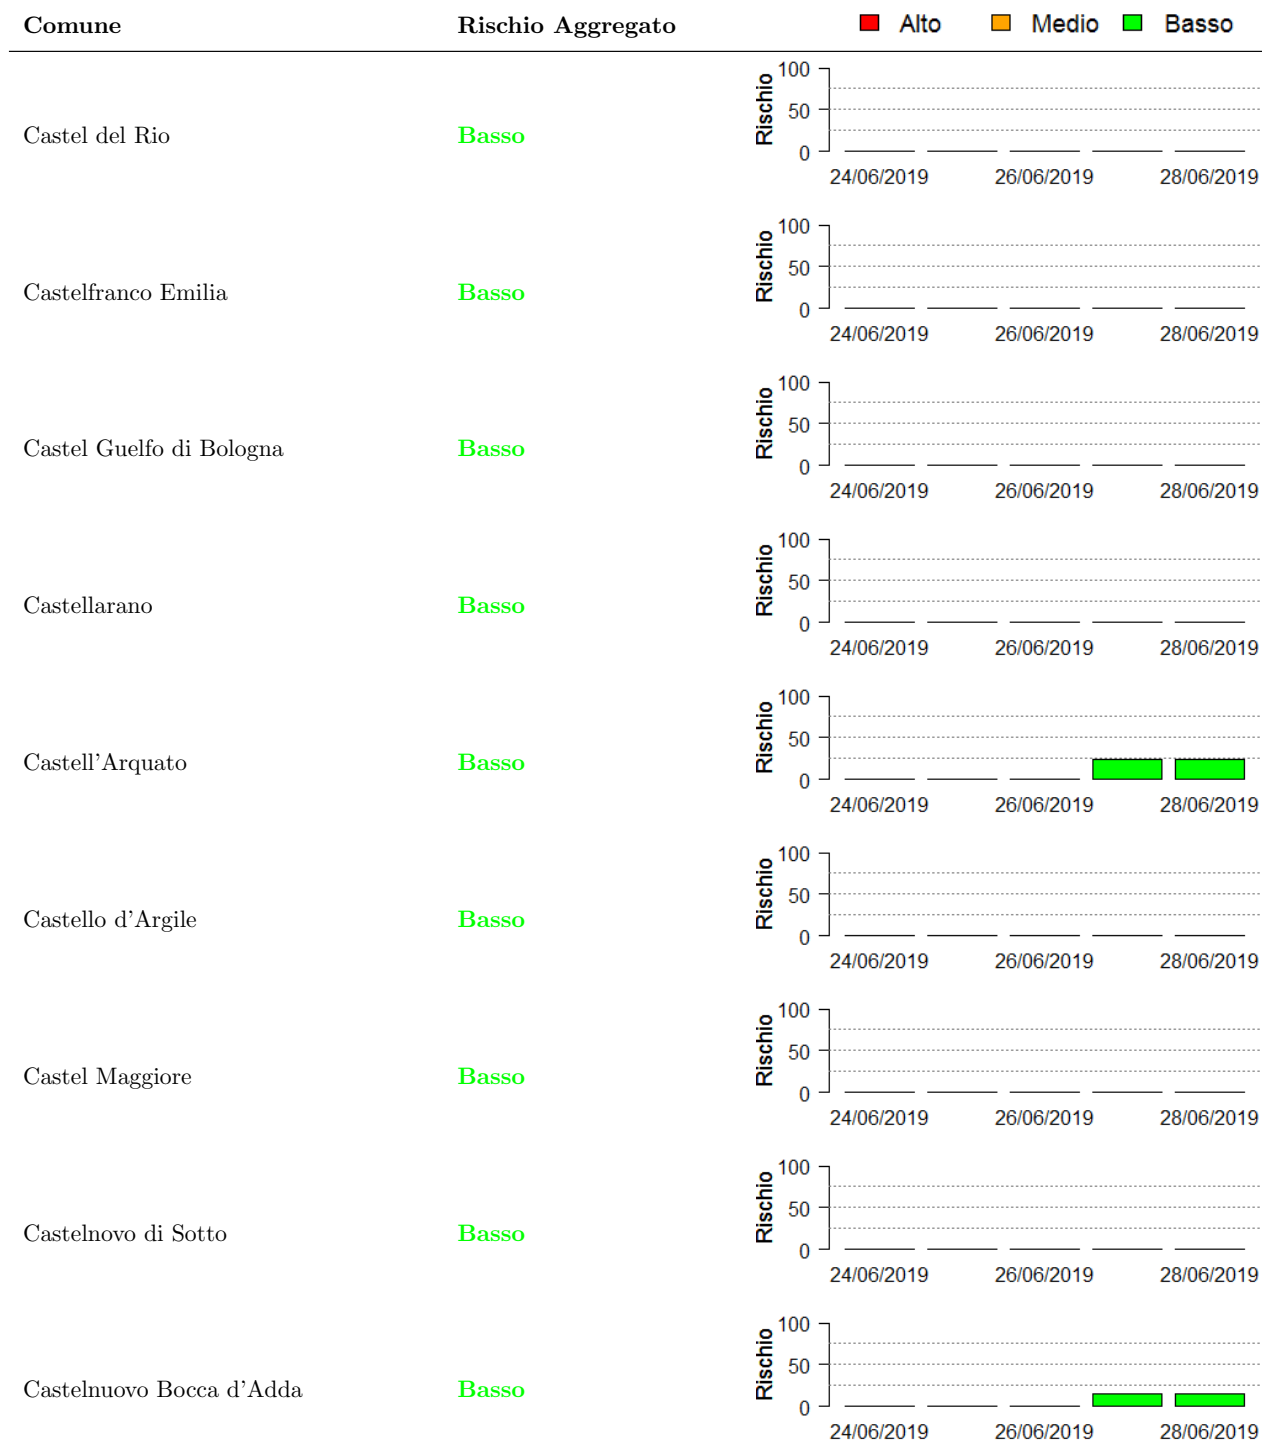 Comune Rischio Aggregato Alto Medio Basso
100
50
0
Rischio
Castel del Rio Basso
24/06/2019 26/06/2019 28/06/2019
100
50
0
Rischio
Castelfranco Emilia Basso
24/06/2019 26/06/2019 28/06/2019
100
50
0
Rischio
Castel Guelfo di Bologna Basso
24/06/2019 26/06/2019 28/06/2019
100
50
0
Rischio
Castellarano Basso
24/06/2019 26/06/2019 28/06/2019
100
50
0
Rischio
Castell'Arquato Basso
24/06/2019 26/06/2019 28/06/2019
100
50
0
Rischio
Castello d'Argile Basso
24/06/2019 26/06/2019 28/06/2019
100
50
0
Rischio
Castel Maggiore Basso
24/06/2019 26/06/2019 28/06/2019
100
50
0
Rischio
Castelnovo di Sotto Basso
24/06/2019 26/06/2019 28/06/2019
100
50
0
Rischio
Castelnuovo Bocca d'Adda Basso
24/06/2019 26/06/2019 28/06/2019